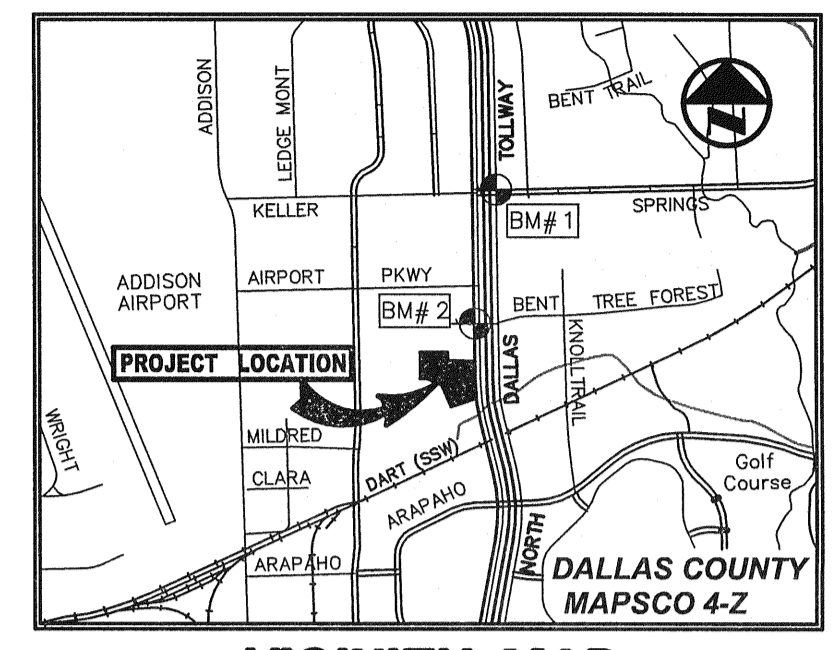 ADDISON
LEDGE MONT
TOLLWAY
BENT TRAIL
N
KELLER
SPRINGS
BM# 1
ADDISON
AIRPORT
AIRPORT PKWY
BM# 2
BENT TREE FOREST
PROJECT LOCATION
DALLAS
KNOLL TRAIL
WRIGHT
MILDRED
CLARA
DART (SSW)
ARAPAHO
Golf
Course
ARAPAHO
NORTH
DALLAS COUNTY
MAPSCO 4-Z